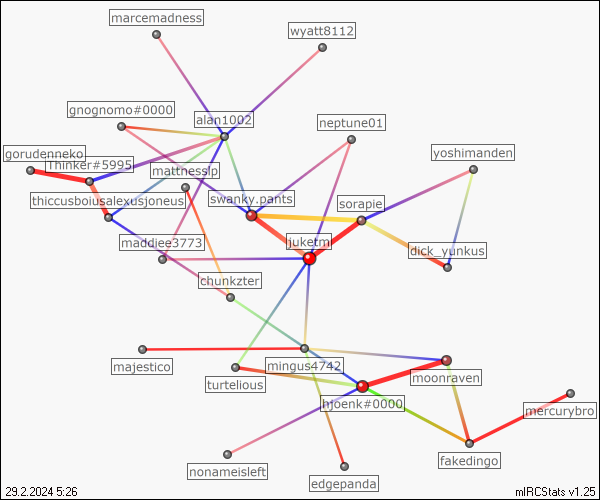 marcemadness
wyatt8112
gnognomo#0000
alan1002
neptune01
gorudenneko
Thinker#5995
yoshimanden
matthesslp
thiccusboiusalexusjoneus
swanky.pants
sorapie
maddiee3773
juketm
dick_yunkus
chunkzter
majestico
mingus4742
turtelious
moonraven
hjoenk#0000
mercurybro
nonameisleft
edgepanda
fakedingo
29.2.2024 5:26
mIRCStats v1.25